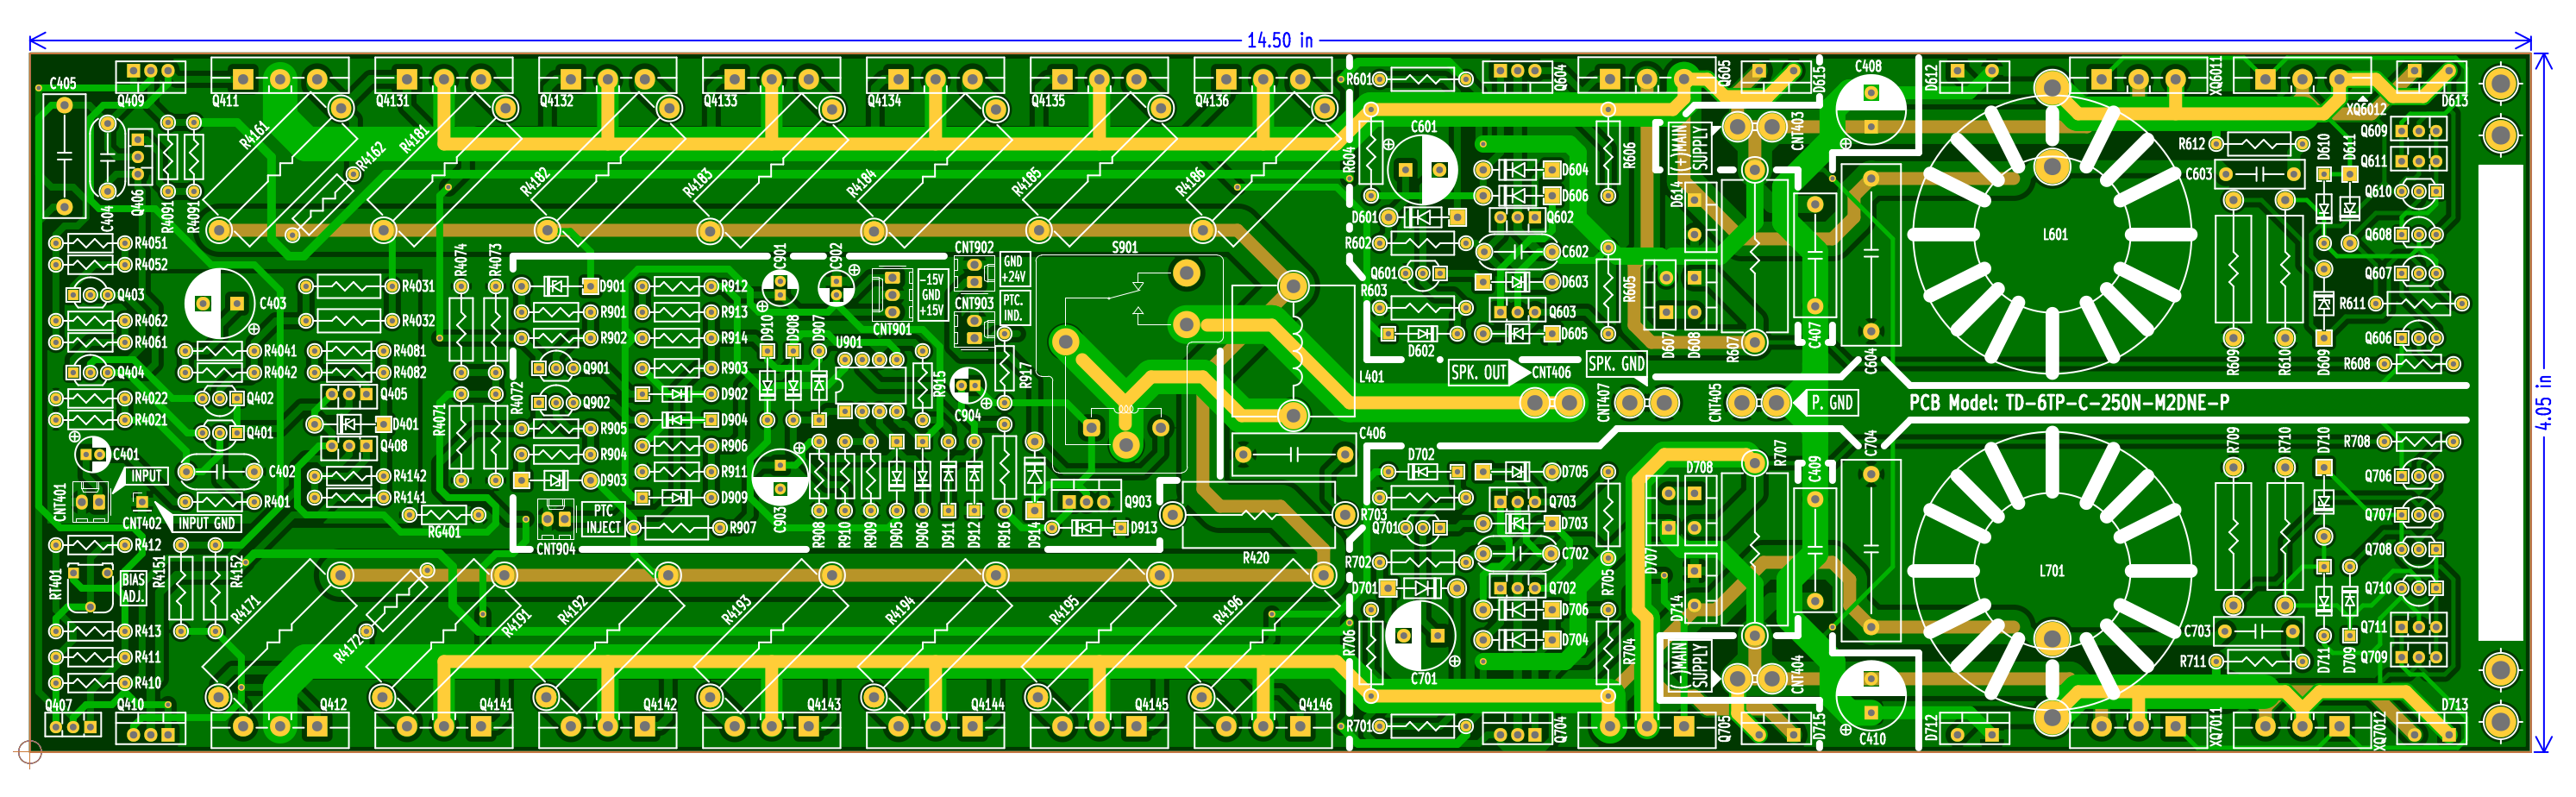 14.50 in
C405
Q409
Q411
Q4131
Q4132
Q4133
Q4134
Q4135
Q4136
R601
Q604
Q605
D615
C408
D612
XQ6011
XQ6012
D613
C404
Q406
R4091
R4091
R4161
R4162
R4181
R4182
R4183
R4184
R4185
R4186
R604
C601
D604
D606
D601
Q602
R602
C602
Q601
D603
R603
Q603
D602
D605
R606
R605
(+)MAIN
SUPPLY
CNT403
D614
D607
D608
R607
C407
C604
L601
R612
C603
D610
D611
Q609
Q611
Q610
Q608
Q607
R611
Q606
R608
R609
R610
D609
R4051
R4052
Q403
R4062
R4061
Q404
R4022
R4021
C401
C403
R4031
R4032
R4041
R4042
R4081
R4082
Q402
Q405
Q401
D401
Q408
C402
R4142
R4141
R401
RG401
R4074
R4073
R4071
R4072
D901
R901
R902
Q901
Q902
R905
R904
D903
R912
R913
R914
R903
D902
D904
R906
R911
D909
R907
C901
C902
CNT902
GND
+24V
-15V
GND
+15V
CNT901
CNT903
PTC.
IND.
D910
D908
D907
U901
R915
R917
C904
S901
L401
SPK. OUT
CNT406
SPK. GND
CNT407
CNT405
P. GND
PCB Model: TD-6TP-C-250N-M2DNE-P
4.05 in
CNT401
INPUT
CNT402
INPUT GND
CNT904
PTC
INJECT
C903
R908
R910
R909
D905
D906
D911
D912
R916
D914
Q903
D913
C406
R420
R412
RT401
BIAS
ADJ.
R4151
R4152
R413
R411
R410
Q407
Q410
R4171
R4172
R4191
R4192
R4193
R4194
R4195
R4196
Q412
Q4141
Q4142
Q4143
Q4144
Q4145
Q4146
D702
D705
R703
Q703
Q701
D703
R702
C702
D701
Q702
D706
D704
R706
C701
R701
Q704
R705
R704
D708
D707
D714
R707
C409
C704
(-)MAIN
SUPPLY
CNT404
Q705
D715
C410
D712
L701
R709
R710
D710
R708
Q706
Q707
Q708
Q710
C703
R711
D711
D709
Q711
Q709
XQ7011
XQ7012
D713